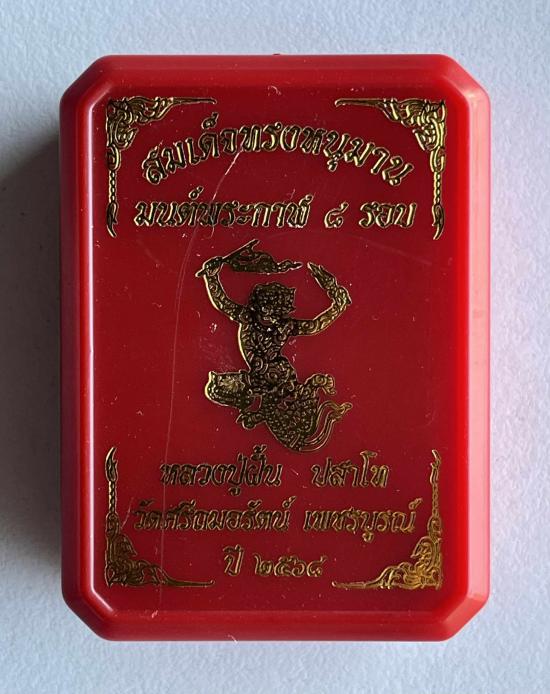 สมเด็จทรงหนุมาน
มนต์พระกาฬ ๘ รอบ
หลวงปู่ฝั้น ปสาโท
วัดศรีถมอรัตน์ เพชรบูรณ์
ปี ๒๕๖๘